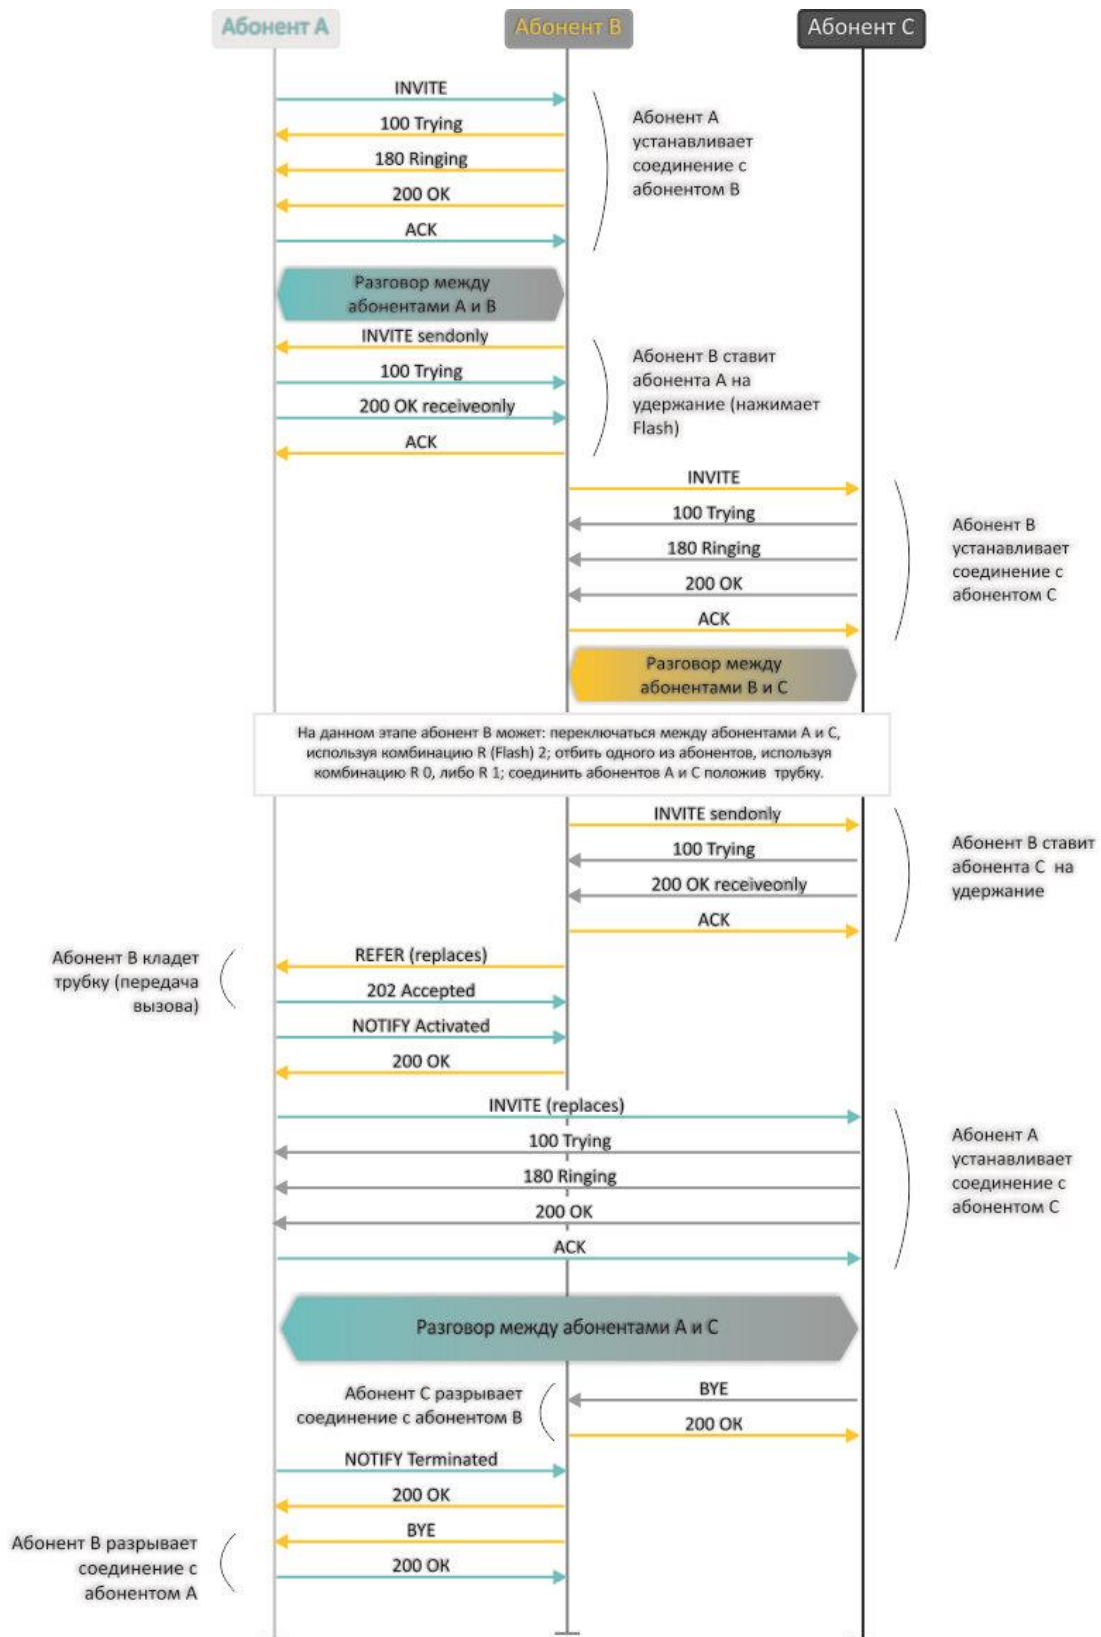 Абонент А
Абонент В
Абонент С
INVITE
100 Trying
180 Ringing
200 OK
ACK
Абонент А
устанавливает
соединение с
абонентом В
Разговор между
абонентами А и В
INVITE sendonly
100 Trying
200 OK receiveonly
ACK
Абонент В ставит
абонента А на
удержание (нажимает
Flash)
INVITE
100 Trying
180 Ringing
200 OK
ACK
Абонент В
устанавливает
соединение с
абонентом С
Разговор между
абонентами В и С
На данном этапе абонент В может: переключаться между абонентами А и С,
используя комбинацию R (Flash) 2; отбить одного из абонентов, используя
комбинацию R 0, либо R 1; соединить абонентов А и С положив трубку.
INVITE sendonly
100 Trying
200 OK receiveonly
ACK
Абонент В ставит
абонента С на
удержание
Абонент В кладет
трубку (передача
вызова)
REFER (replaces)
202 Accepted
NOTIFY Activated
200 OK
INVITE (replaces)
100 Trying
180 Ringing
200 OK
ACK
Абонент А
устанавливает
соединение с
абонентом С
Разговор между абонентами А и С
Абонент С разрывает
соединение с абонентом В
BYE
200 OK
NOTIFY Terminated
200 OK
BYE
200 OK
Абонент В разрывает
соединение с
абонентом А